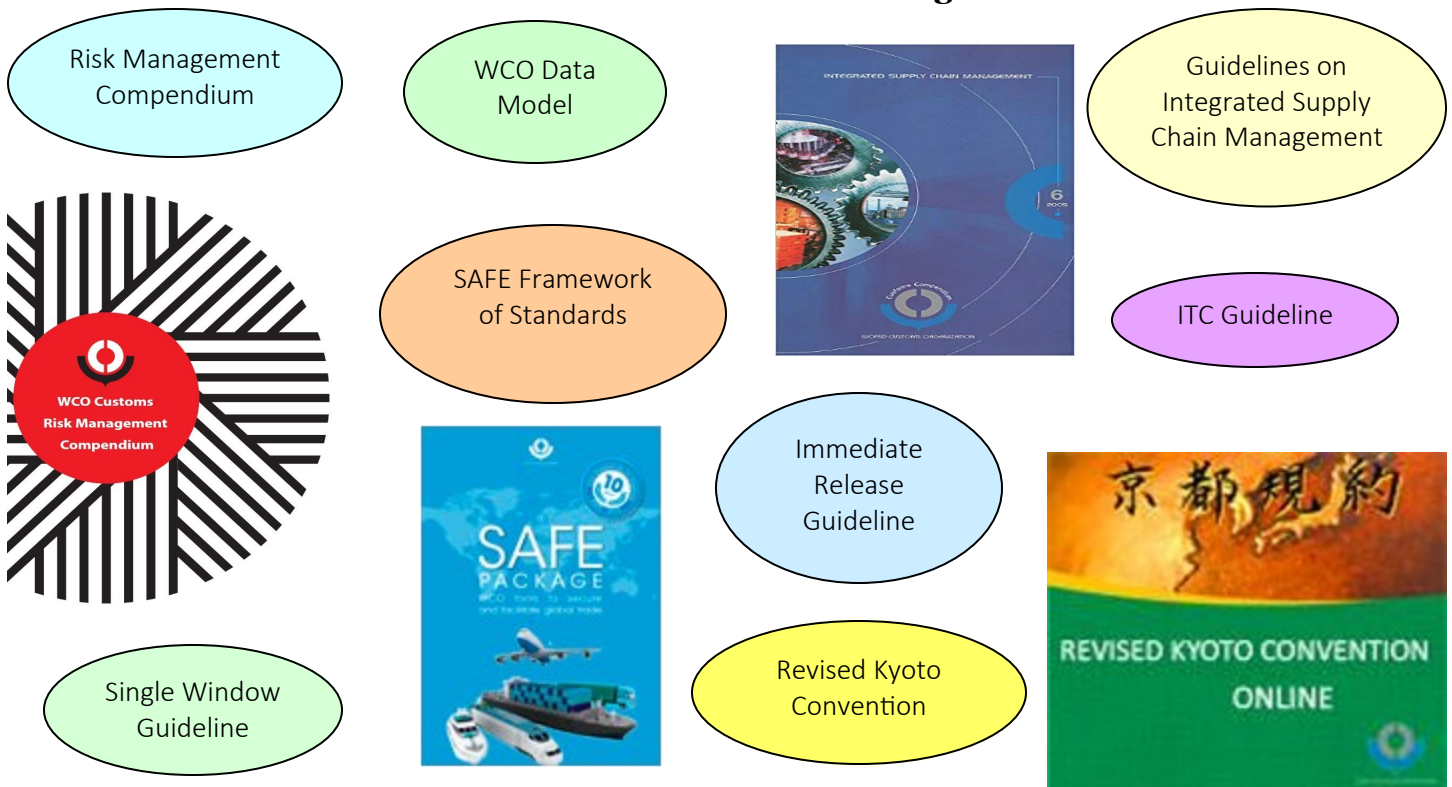 Risk Management
Compendium
WCO Data
Model
INTEGRATED SUPPLY CHAIN MANAGEMENT
6
2005
Customs Compendium
WORLD CUSTOMS ORGANIZATION
Guidelines on
Integrated Supply
Chain Management
WCO Customs
Risk Management
Compendium
SAFE Framework
of Standards
ITC Guideline
10
SAFE
PACKAGE
WCO tools to secure
and facilitate global trade
Immediate
Release
Guideline
京都規約
REVISED KYOTO CONVENTION
ONLINE
Single Window
Guideline
Revised Kyoto
Convention